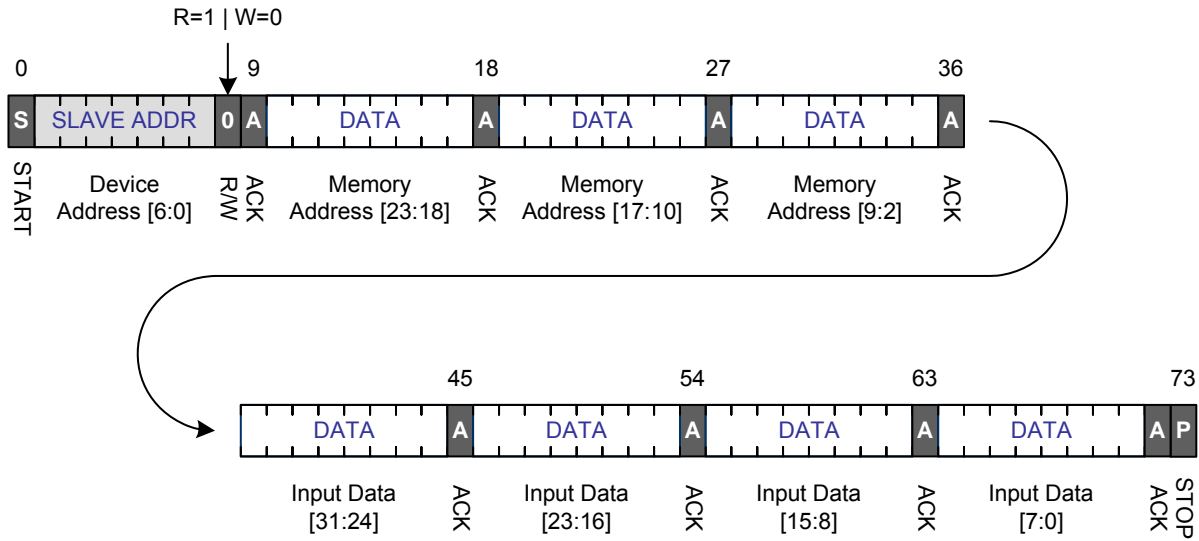 R=1 | W=0
0 9 18 27 36
S SLAVE ADDR 0 A DATA A DATA A DATA A
START Device Address [6:0] R/W ACK Memory Address [23:18] ACK Memory Address [17:10] ACK Memory Address [9:2] ACK
45 54 63 73
DATA A DATA A DATA A DATA A P
Input Data [31:24] ACK Input Data [23:16] ACK Input Data [15:8] ACK Input Data [7:0] ACK STOP